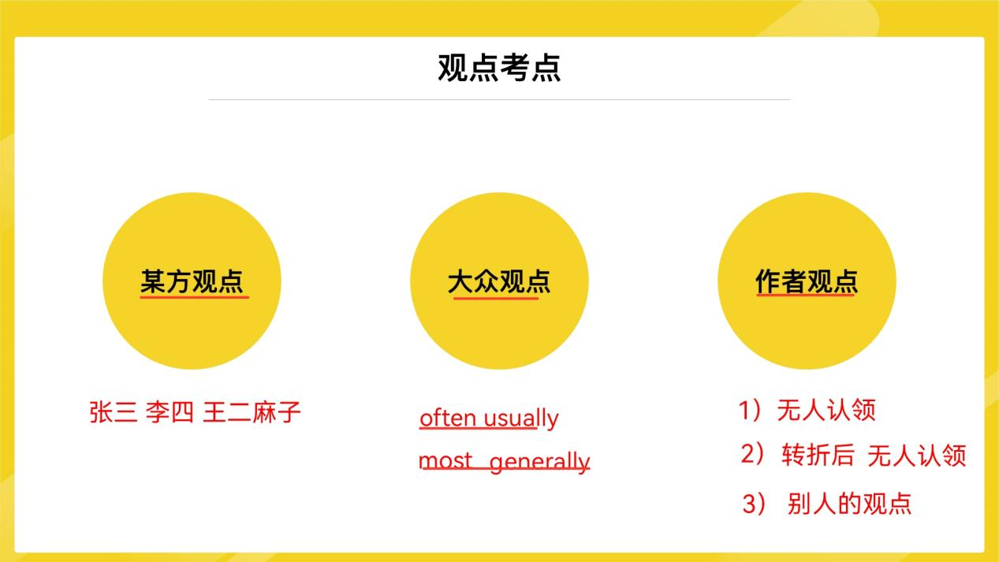 观点考点
某方观点
大众观点
作者观点
张三 李四 王二麻子
often usually
most generally
1）无人认领
2）转折后 无人认领
3） 别人的观点